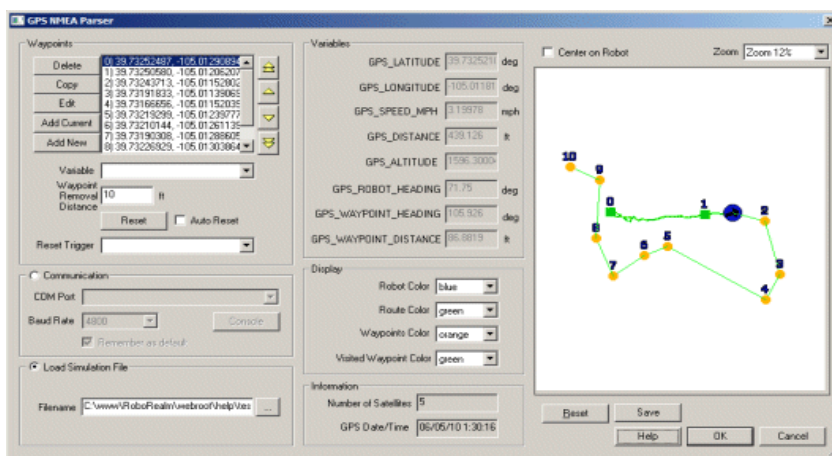 GPS NMEA Parser
Waypoints
Delete
Copy
Edit
Add Current
Add New
0) 39.73252487, -105.01290894
1) 39.73250580, -105.01206207
2) 39.73243713, -105.01152802
3) 39.73191833, -105.01139069
4) 39.73166656, -105.01152039
5) 39.73219299, -105.01239777
6) 39.73210144, -105.01261139
7) 39.73190308, -105.01288605
8) 39.73226929, -105.01303864
Variable
Waypoint
Removal
Distance
10
ft
Reset
Auto Reset
Reset Trigger
Communication
COM Port
Baud Rate
4800
Console
Remember as default
Load Simulation File
Filename
C:\www\RoboRealm\webroot\help\tes
...
Variables
GPS_LATITUDE
39.7325210
deg
GPS_LONGITUDE
-105.01181
deg
GPS_SPEED_MPH
3.19978
mph
GPS_DISTANCE
439.126
ft
GPS_ALTITUDE
1596.3000
GPS_ROBOT_HEADING
71.75
deg
GPS_WAYPOINT_HEADING
105.926
deg
GPS_WAYPOINT_DISTANCE
86.8819
ft
Display
Robot Color
blue
Route Color
green
Waypoints Color
orange
Visited Waypoint Color
green
Information
Number of Satellites
5
GPS Date/Time
06/05/10 1:30:16
Center on Robot
Zoom
Zoom 12%
10
9
0
1
2
8
7
6
5
3
4
Reset
Save
Help
OK
Cancel